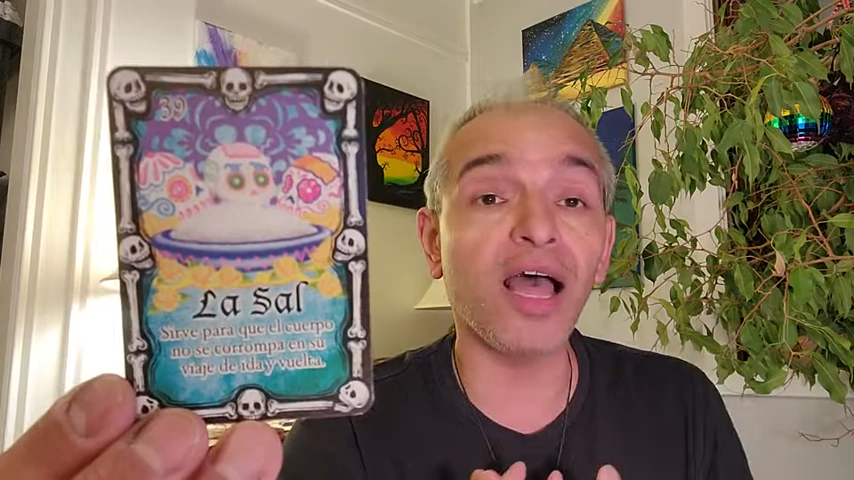 39
La Sal
Sirve para que el cuerpo
no se corrompa en su
viaje de ida y vuelta.